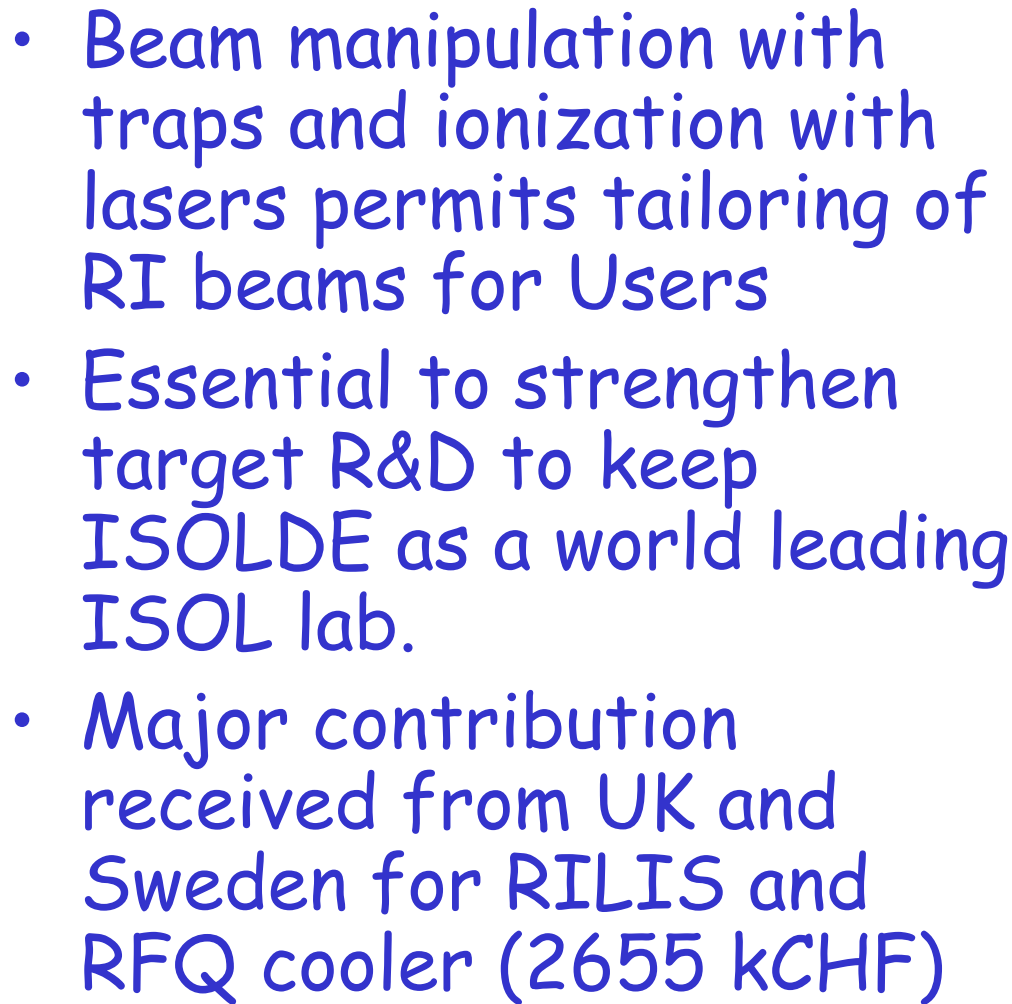 • Beam manipulation with
traps and ionization with
lasers permits tailoring of
RI beams for Users
• Essential to strengthen
target R&D to keep
ISOLDE as a world leading
ISOL lab.
• Major contribution
received from UK and
Sweden for RILIS and
RFQ cooler (2655 kCHF)